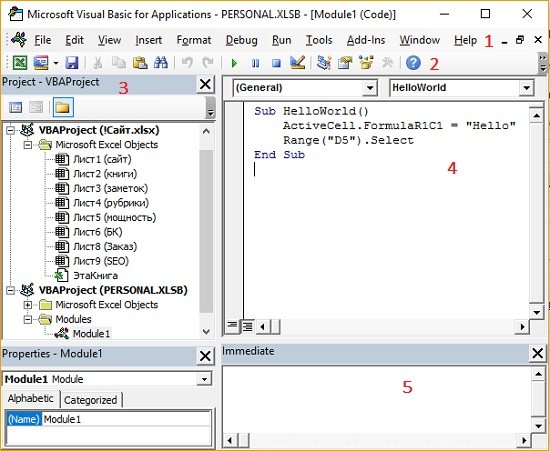 Microsoft Visual Basic for Applications - PERSONAL.XLSB - [Module1 (Code)]
File Edit View Insert Format Debug Run Tools Add-Ins Window Help 1
2
Project - VBAProject 3
VBAProject (!Сайт.xlsx)
Microsoft Excel Objects
Лист1 (сайт)
Лист2 (книги)
Лист3 (заметок)
Лист4 (рубрики)
Лист5 (мощность)
Лист6 (БК)
Лист8 (Заказ)
Лист9 (SEO)
ЭтаКнига
VBAProject (PERSONAL.XLSB)
Microsoft Excel Objects
Modules
Module1
(General) HelloWorld
Sub HelloWorld()
ActiveCell.FormulaR1C1 = "Hello"
Range("D5").Select
End Sub
4
Properties - Module1
Module1 Module
Alphabetic Categorized
(Name) Module1
Immediate
5